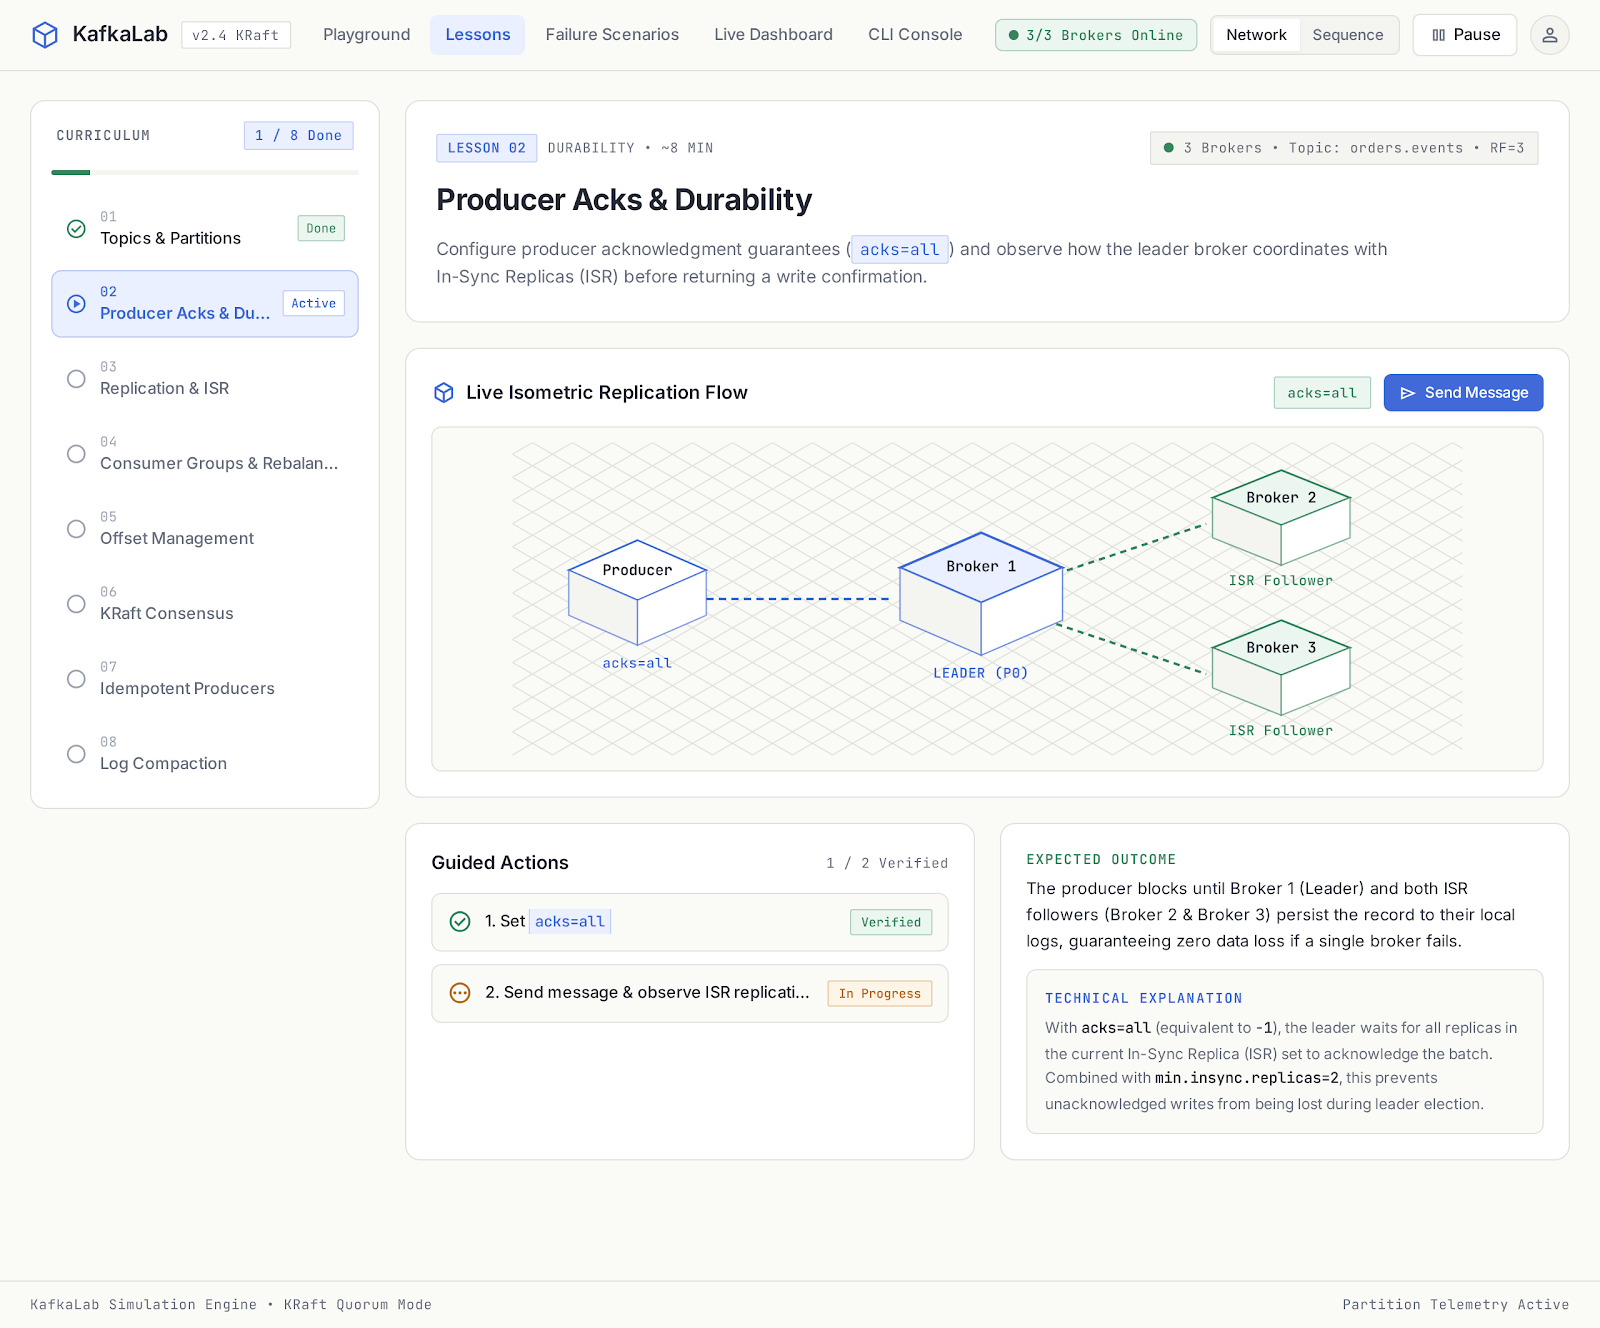 KafkaLab
v2.4 KRaft
Playground
Lessons
Failure Scenarios
Live Dashboard
CLI Console
3/3 Brokers Online
Network
Sequence
Pause
CURRICULUM
1 / 8 Done
01
Topics & Partitions
Done
02
Producer Acks & Du...
Active
03
Replication & ISR
04
Consumer Groups & Rebalan...
05
Offset Management
06
KRaft Consensus
07
Idempotent Producers
08
Log Compaction
LESSON 02
DURABILITY • ~8 MIN
3 Brokers • Topic: orders.events • RF=3
Producer Acks & Durability
Configure producer acknowledgment guarantees (acks=all) and observe how the leader broker coordinates with
In-Sync Replicas (ISR) before returning a write confirmation.
Live Isometric Replication Flow
acks=all
Send Message
Producer
acks=all
Broker 1
LEADER (P0)
Broker 2
ISR Follower
Broker 3
ISR Follower
Guided Actions
1 / 2 Verified
1. Set acks=all
Verified
2. Send message & observe ISR replicati...
In Progress
EXPECTED OUTCOME
The producer blocks until Broker 1 (Leader) and both ISR
followers (Broker 2 & Broker 3) persist the record to their local
logs, guaranteeing zero data loss if a single broker fails.
TECHNICAL EXPLANATION
With acks=all (equivalent to -1), the leader waits for all replicas in
the current In-Sync Replica (ISR) set to acknowledge the batch.
Combined with min.insync.replicas=2, this prevents
unacknowledged writes from being lost during leader election.
KafkaLab Simulation Engine • KRaft Quorum Mode
Partition Telemetry Active